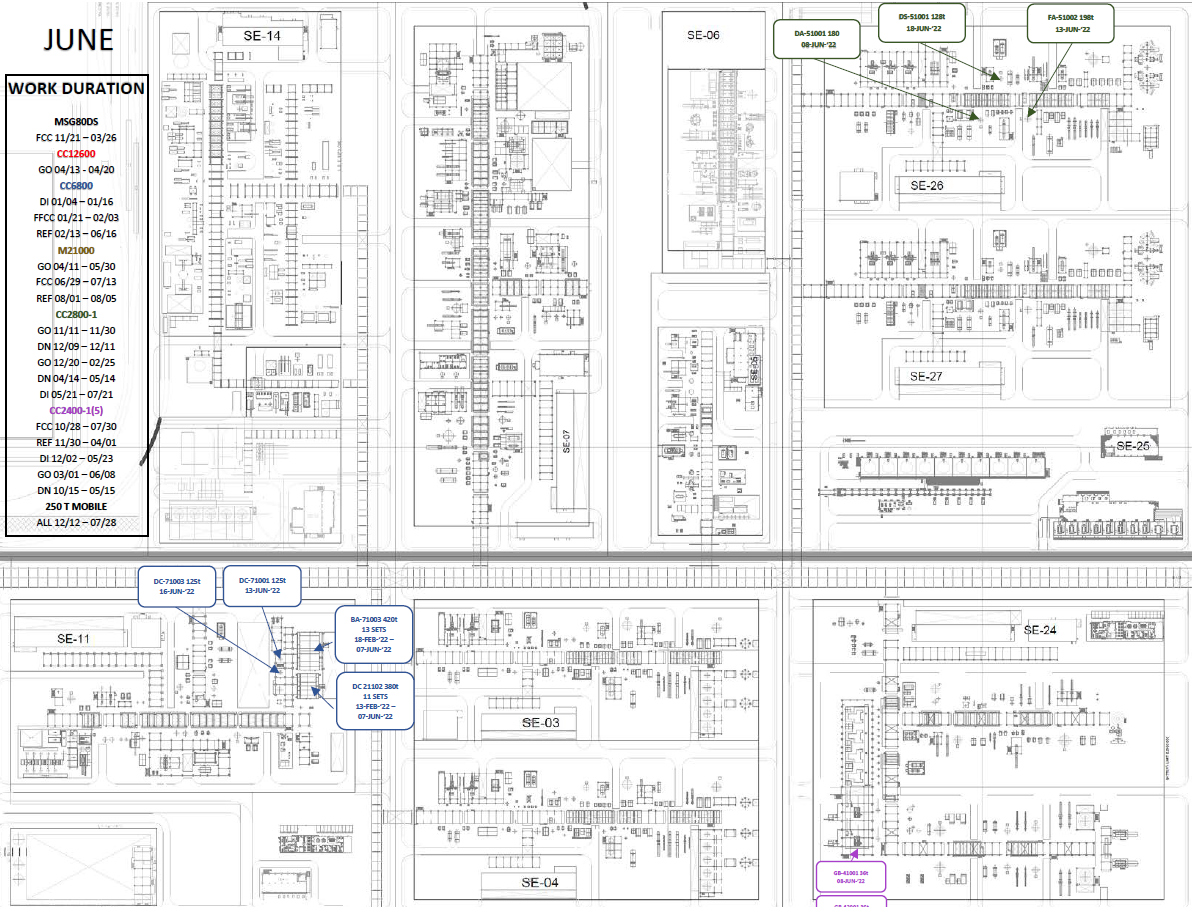 JUNE
WORK DURATION
MSG80DS
FCC 11/21 – 03/26
CC12600
GO 04/13 - 04/20
CC6800
DI 01/04 – 01/16
FFCC 01/21 – 02/03
REF 02/13 – 06/16
M21000
GO 04/11 – 05/30
FCC 06/29 – 07/13
REF 08/01 – 08/05
CC2800-1
GO 11/11 – 11/30
DN 12/09 – 12/11
GO 12/20 – 02/25
DN 04/14 – 05/14
DI 05/21 – 07/21
CC2400-1(5)
FCC 10/28 – 07/30
REF 11/30 – 04/01
DI 12/02 – 05/23
GO 03/01 – 06/08
DN 10/15 – 05/15
250 T MOBILE
ALL 12/12 – 07/28
SE-14
SE-06
DA-51001 180
08-JUN-'22
DS-51001 128t
18-JUN-'22
FA-51002 198t
13-JUN-'22
SE-26
SE-27
SE-07
SE-05
SE-25
DC-71003 125t
16-JUN-'22
DC-71001 125t
13-JUN-'22
BA-71003 420t
13 SETS
18-FEB-'22 –
07-JUN-'22
DC 21102 380t
11 SETS
13-FEB-'22 –
07-JUN-'22
SE-11
SE-03
SE-04
SE-24
GB-41001 36t
08-JUN-'22